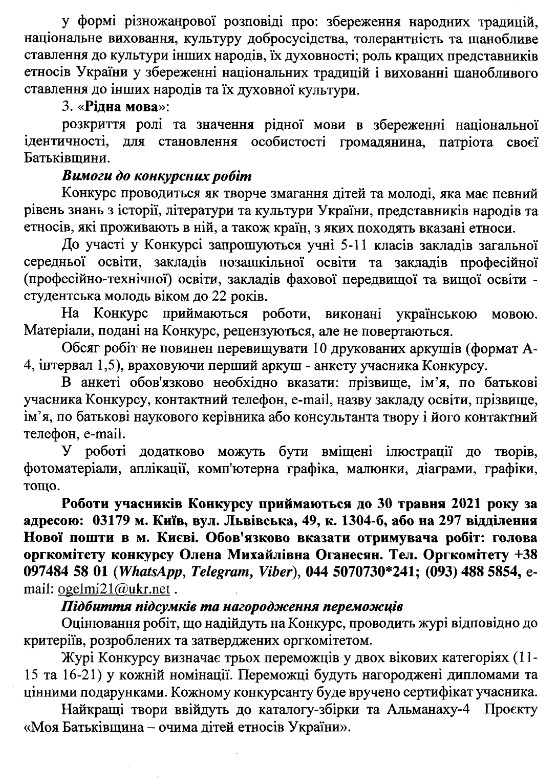 у формі різножанрової розповіді про: збереження народних традицій,
національне виховання, культуру добросусідства, толерантність та шанобливе
ставлення до культури інших народів, їх духовності; роль кращих представників
етносів України у збереженні національних традицій і вихованні шанобливого
ставлення до інших народів та їх духовної культури.
3. «Рідна мова»:
розкриття ролі та значення рідної мови в збереженні національної
ідентичності, для становлення особистості громадянина, патріота своєї
Батьківщини.
Вимоги до конкурсних робіт
Конкурс проводиться як творче змагання дітей та молоді, яка має певний
рівень знань з історії, літератури та культури України, представників народів та
етносів, які проживають в ній, а також країн, з яких походять вказані етноси.
До участі у Конкурсі запрошуються учні 5-11 класів закладів загальної
середньої освіти, закладів позашкільної освіти та закладів професійної
(професійно-технічної) освіти, закладів фахової передвищої та вищої освіти -
студентська молодь віком до 22 років.
На Конкурс приймаються роботи, виконані українською мовою.
Матеріали, подані на Конкурс, рецензуються, але не повертаються.
Обсяг робіт не повинен перевищувати 10 друкованих аркушів (формат А-
4, інтервал 1,5), враховуючи перший аркуш - анкету учасника Конкурсу.
В анкеті обов'язково необхідно вказати: прізвище, ім’я, по батькові
учасника Конкурсу, контактний телефон, e-mail, назву закладу освіти, прізвище,
ім’я, по батькові наукового керівника або консультанта твору і його контактний
телефон, e-mail.
У роботі додатково можуть бути вміщені ілюстрації до творів,
фотоматеріали, аплікації, комп'ютерна графіка, малюнки, діаграми, графіки,
тощо.
Роботи учасників Конкурсу приймаються до 30 травня 2021 року за
адресою: 03179 м. Київ, вул. Львівська, 49, к. 1304-б, або на 297 відділення
Нової пошти в м. Києві. Обов'язково вказати отримувача робіт: голова
оргкомітету конкурсу Олена Михайлівна Оганесян. Тел. Оргкомітету +38
097484 58 01 (WhatsApp, Telegram, Viber), 044 5070730*241; (093) 488 5854, e-
mail: ogelmi21@ukr.net .
Підбиття підсумків та нагородження переможців
Оцінювання робіт, що надійдуть на Конкурс, проводить журі відповідно до
критеріїв, розроблених та затверджених оргкомітетом.
Журі Конкурсу визначає трьох переможців у двох вікових категоріях (11-
15 та 16-21) у кожній номінації. Переможці будуть нагороджені дипломами та
цінними подарунками. Кожному конкурсанту буде вручено сертифікат учасника.
Найкращі твори ввійдуть до каталогу-збірки та Альманаху-4 Проєкту
«Моя Батьківщина – очима дітей етносів України».